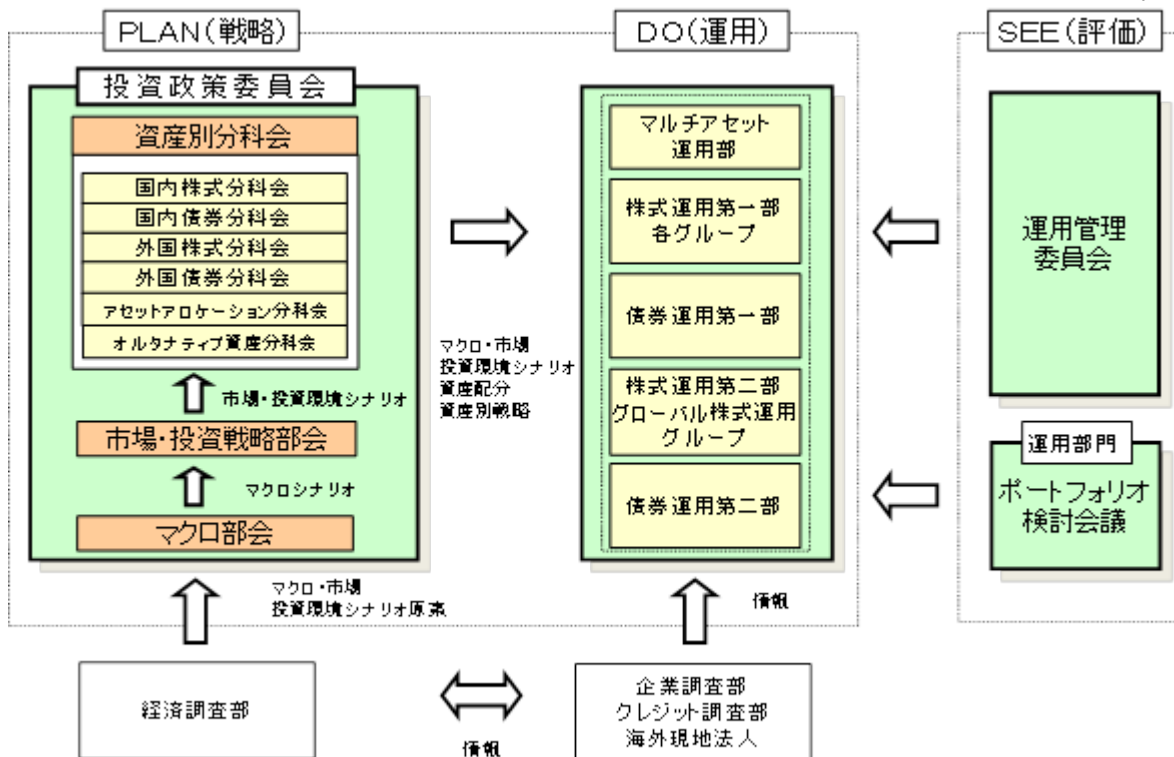 PLAN(戦略)
投資政策委員会
資産別分科会
国内株式分科会
国内債券分科会
外国株式分科会
外国債券分科会
アセットアロケーション分科会
オルタナティブ資産分科会
市場・投資環境シナリオ
市場・投資戦略部会
マクロシナリオ
マクロ部会
マクロ・市場
投資環境シナリオ原案
経済調査部
マクロ・市場
投資環境シナリオ
資産配分
資産別戦略
情報
DO(運用)
マルチアセット
運用部
株式運用第一部
各グループ
債券運用第一部
株式運用第二部
グローバル株式運用
グループ
債券運用第二部
情報
企業調査部
クレジット調査部
海外現地法人
SEE(評価)
運用管理
委員会
運用部門
ポートフォリオ
検討会議